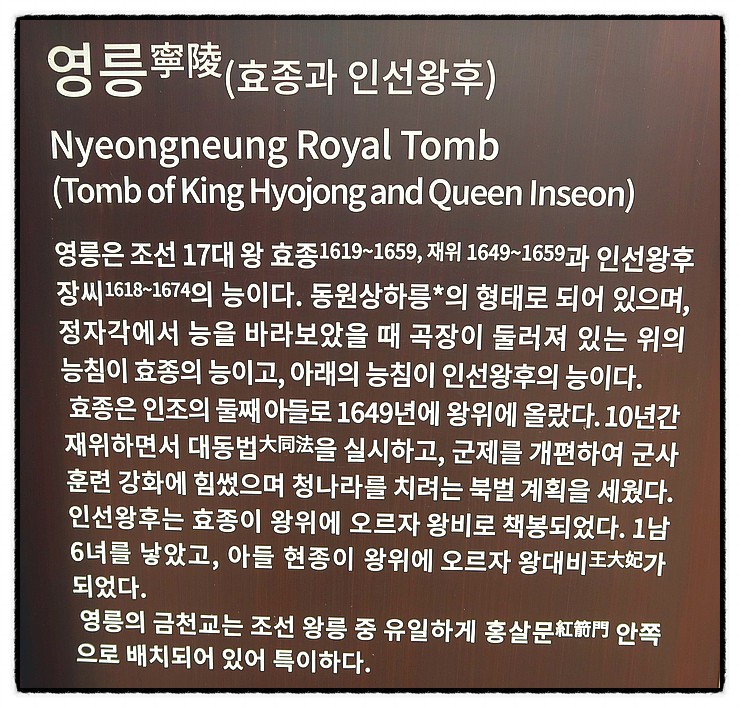 영릉寧陵(효종과 인선왕후)
Nyeongneung Royal Tomb
(Tomb of King Hyojong and Queen Inseon)
영릉은 조선 17대 왕 효종1619~1659, 재위 1649~1659과 인선왕후
장씨1618~1674의 능이다. 동원상하릉*의 형태로 되어 있으며,
정자각에서 능을 바라보았을 때 곡장이 둘러져 있는 위의
능침이 효종의 능이고, 아래의 능침이 인선왕후의 능이다.
효종은 인조의 둘째 아들로 1649년에 왕위에 올랐다. 10년간
재위하면서 대동법大同法을 실시하고, 군제를 개편하여 군사
훈련 강화에 힘썼으며 청나라를 치려는 북벌 계획을 세웠다.
인선왕후는 효종이 왕위에 오르자 왕비로 책봉되었다. 1남
6녀를 낳았고, 아들 현종이 왕위에 오르자 왕대비王大妃가
되었다.
영릉의 금천교는 조선 왕릉 중 유일하게 홍살문紅箭門 안쪽
으로 배치되어 있어 특이하다.